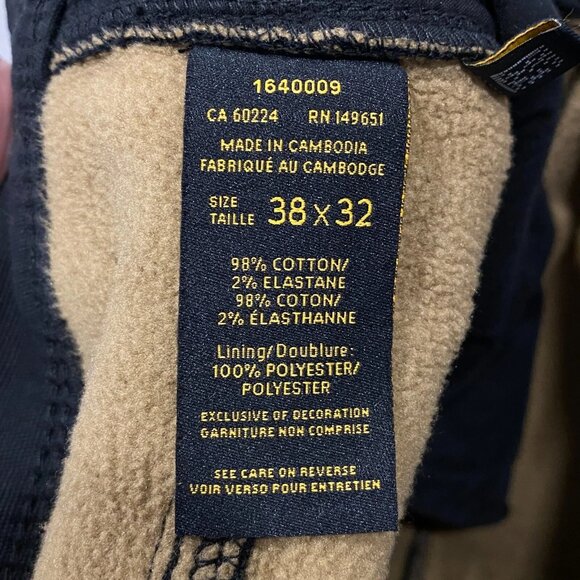 1640009
CA 60224 RN 149651
MADE IN CAMBODIA
FABRIQUÉ AU CAMBODGE
SIZE
TAILLE 38 x 32
98% COTTON/
2% ELASTANE
98% COTON/
2% ÉLASTHANNE
Lining/Doublure:
100% POLYESTER/
POLYESTER
EXCLUSIVE OF DECORATION
GARNITURE NON COMPRISE
SEE CARE ON REVERSE
VOIR VERSO POUR ENTRETIEN